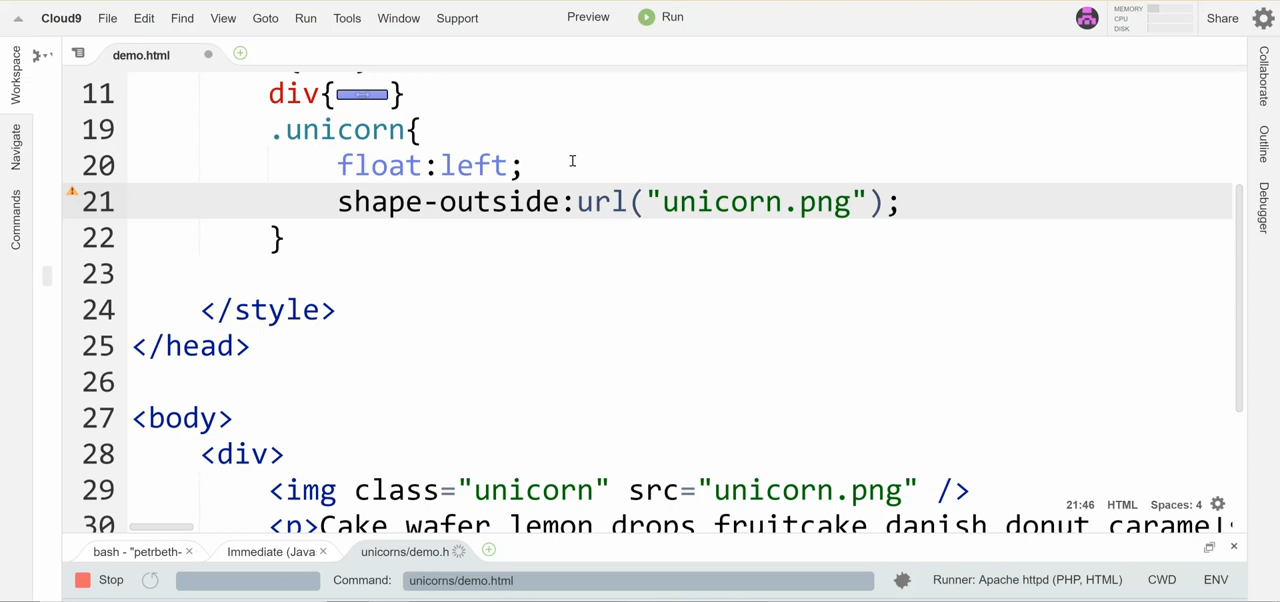 Cloud9 File Edit Find View Goto Run Tools Window Support Preview Run MEMORY CPU DISK Share
Workspace
Navigate
Commands
demo.html
11 div{ }
19 .unicorn{
20 float:left;
21 shape-outside:url("unicorn.png");
22 }
23
24 </style>
25 </head>
26
27 <body>
28 <div>
29 <img class="unicorn" src="unicorn.png" />
30 <p>Cake wafer lemon drops fruitcake danish donut caramels
21:46 HTML Spaces: 4
Collaborate
Outline
Debugger
bash - "petrbeth- × Immediate (Java × unicorns/demo.h
Stop Command: unicorns/demo.html Runner: Apache httpd (PHP, HTML) CWD ENV